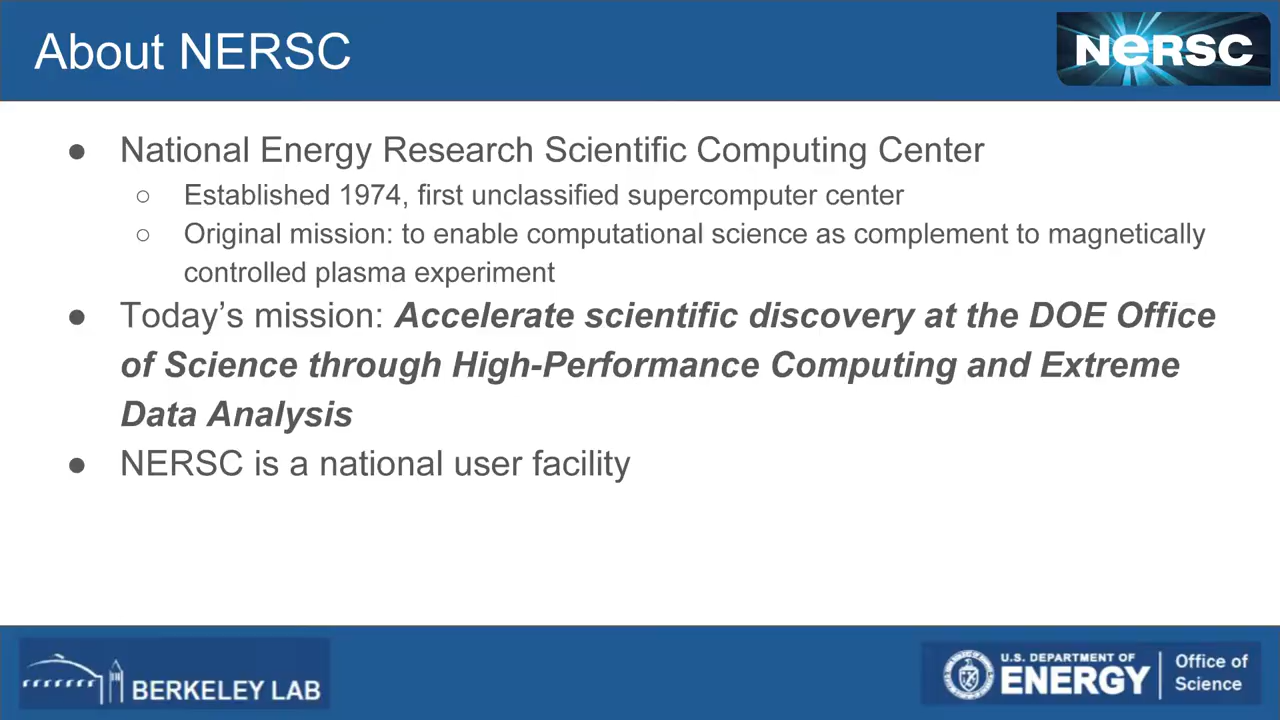 About NERSC
NERSC
● National Energy Research Scientific Computing Center
○ Established 1974, first unclassified supercomputer center
○ Original mission: to enable computational science as complement to magnetically
controlled plasma experiment
● Today’s mission: Accelerate scientific discovery at the DOE Office
of Science through High-Performance Computing and Extreme
Data Analysis
● NERSC is a national user facility
BERKELEY LAB
U.S. DEPARTMENT OF
ENERGY
Office of
Science